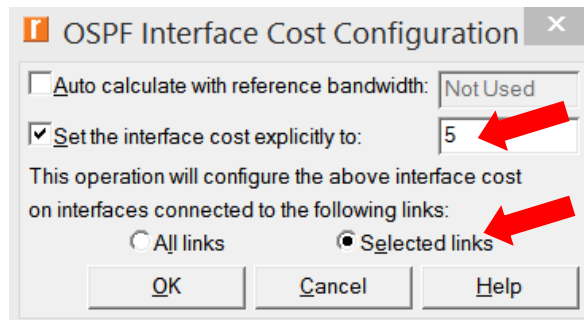 OSPF Interface Cost Configuration
Auto calculate with reference bandwidth: Not Used
Set the interface cost explicitly to: 5
This operation will configure the above interface cost
on interfaces connected to the following links:
All links Selected links
OK Cancel Help